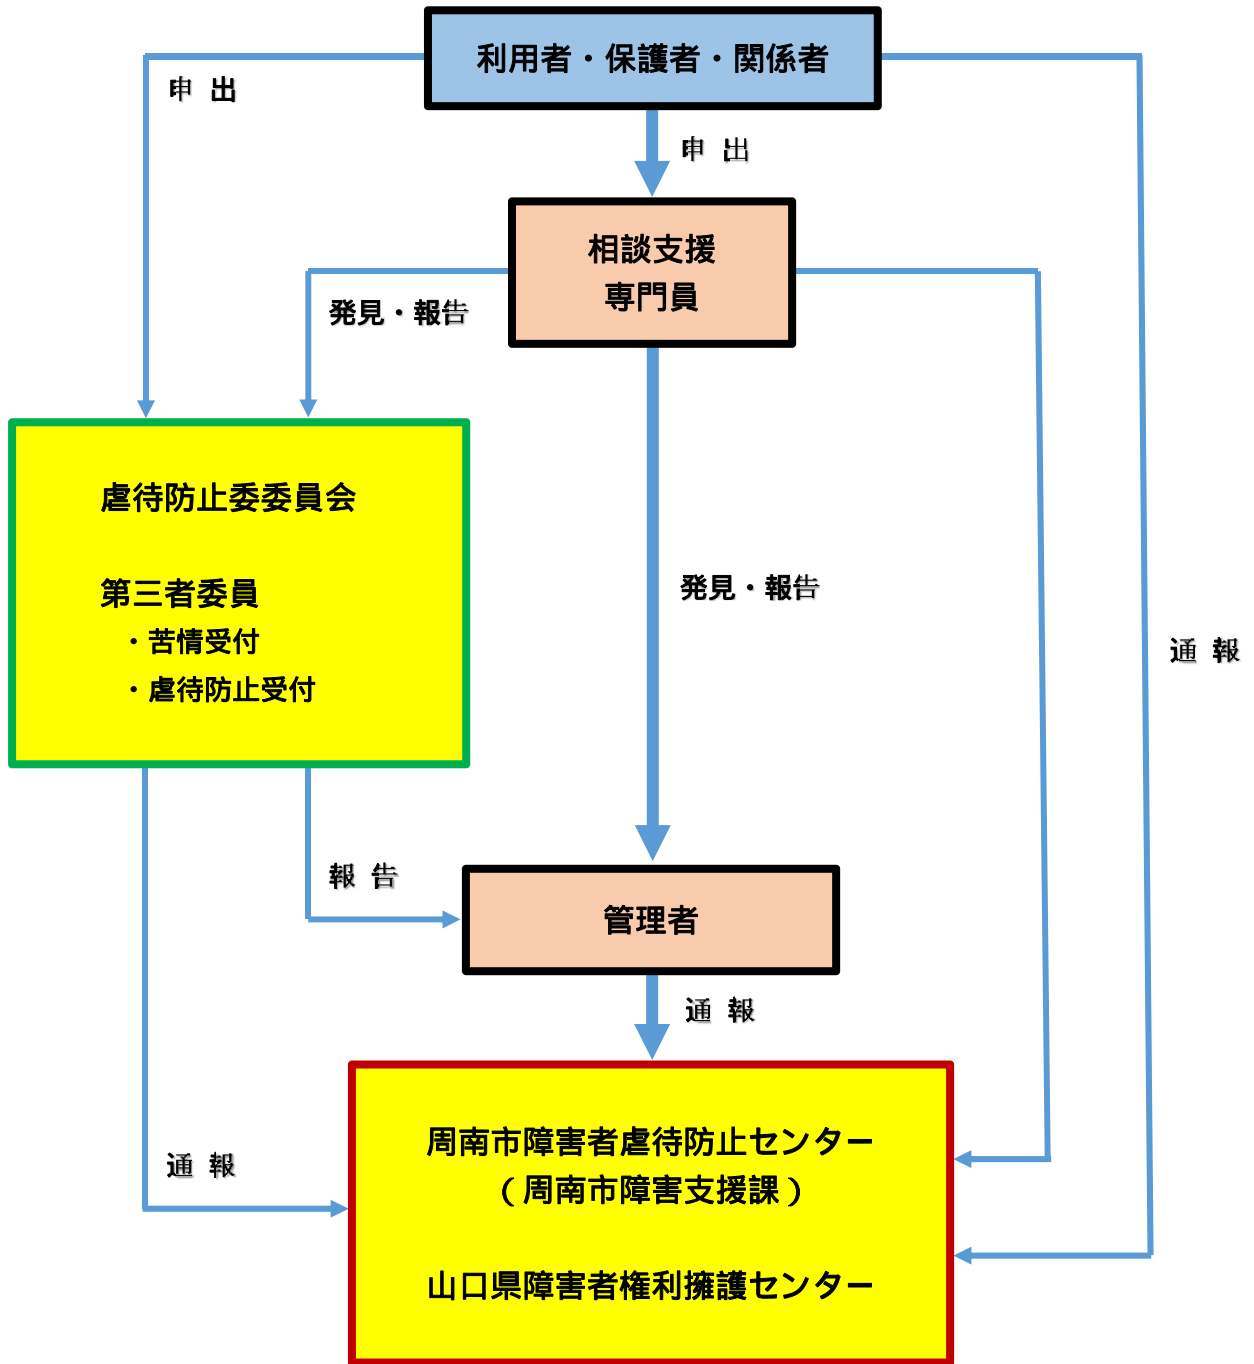 利用者・保護者・関係者
申 出
申 出
相談支援
専門員
発見・報告
虐待防止委委員会
第三者委員
・苦情受付
・虐待防止受付
発見・報告
通 報
報 告
管理者
通 報
周南市障害者虐待防止センター
（周南市障害支援課）
通 報
山口県障害者権利擁護センター